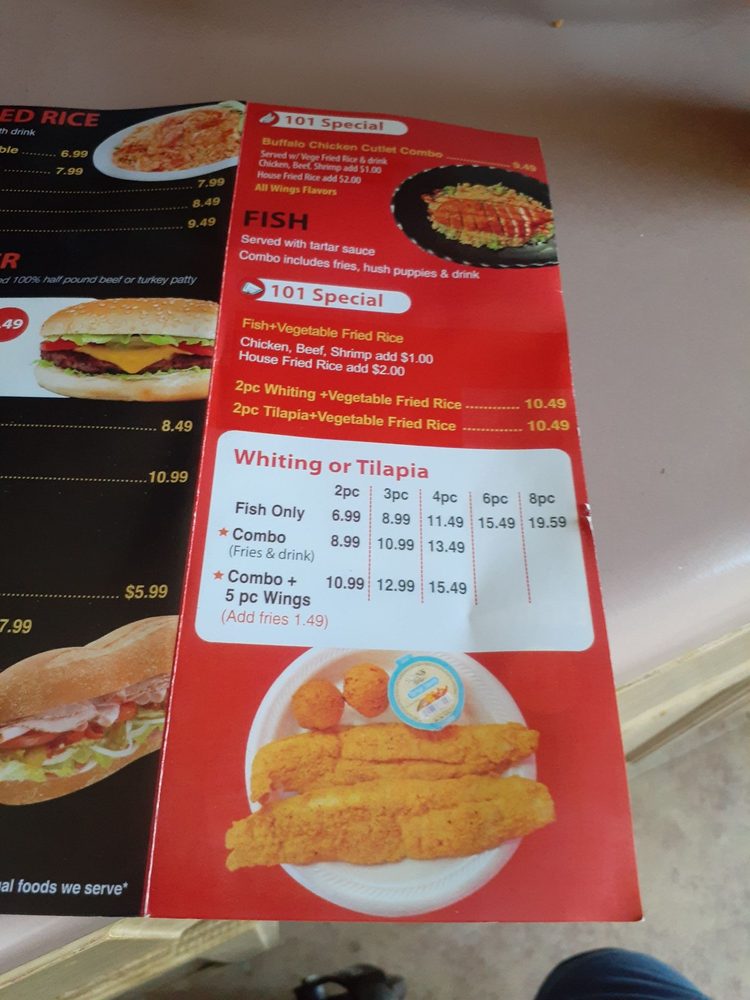 ED RICE
th drink
ble ........ 6.99
7.99
7.99
8.49
9.49
R
nd 100% half pound beef or turkey patty
.49
8.49
10.99
$5.99
7.99
ual foods we serve*
101 Special
Buffalo Chicken Cutlet Combo ........ 9.49
Served w/ Vege Fried Rice & drink
Chicken, Beef, Shrimp add $1.00
House Fried Rice add $2.00
All Wings Flavors
FISH
Served with tartar sauce
Combo includes fries, hush puppies & drink
101 Special
Fish+Vegetable Fried Rice
Chicken, Beef, Shrimp add $1.00
House Fried Rice add $2.00
2pc Whiting +Vegetable Fried Rice ............ 10.49
2pc Tilapia+Vegetable Fried Rice ............. 10.49
Whiting or Tilapia
2pc 3pc 4pc 6pc 8pc
Fish Only 6.99 8.99 11.49 15.49 19.59
Combo 8.99 10.99 13.49
(Fries & drink)
Combo + 10.99 12.99 15.49
5 pc Wings
(Add fries 1.49)